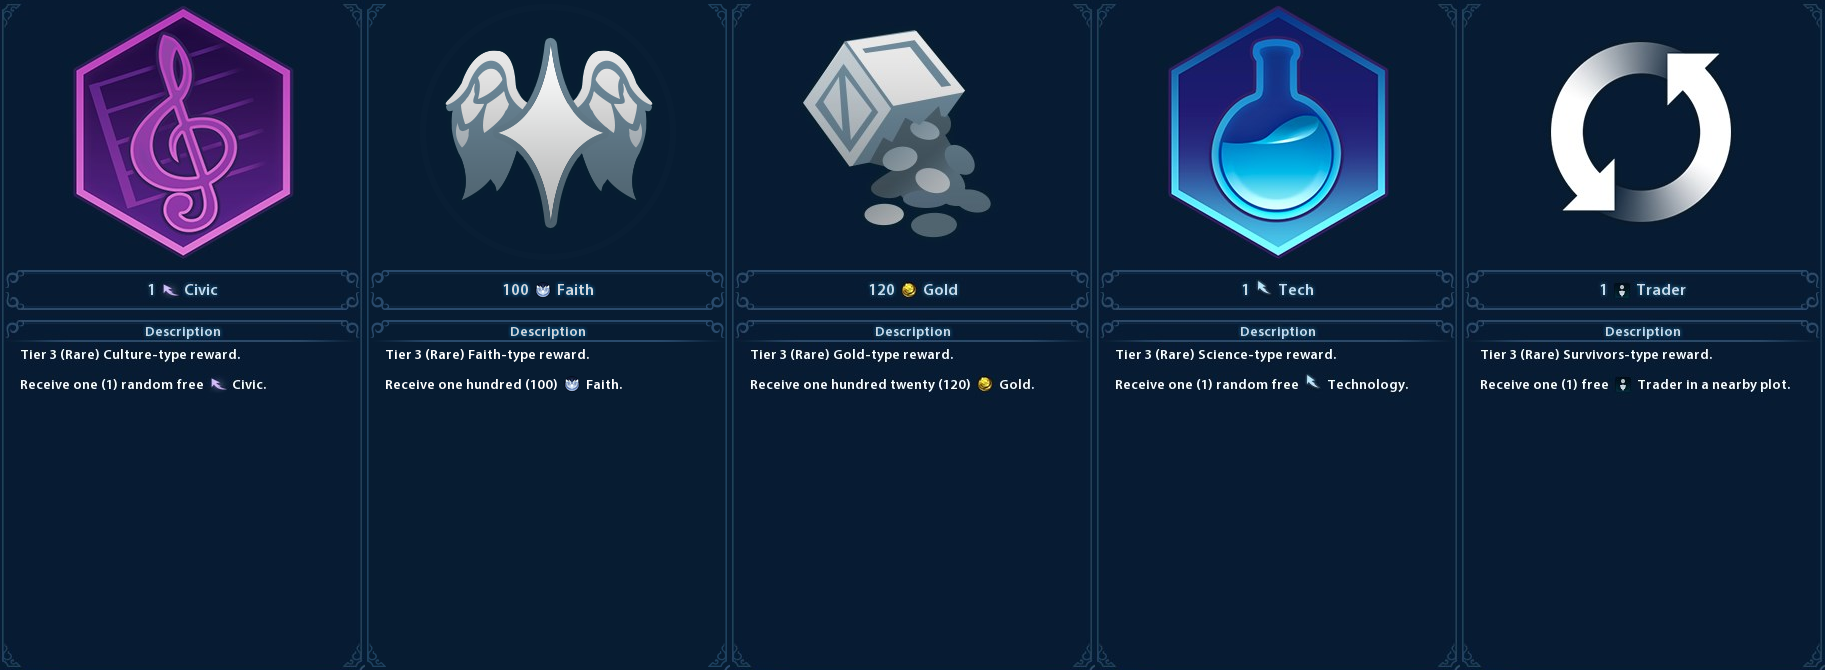 1 Civic
Description
Tier 3 (Rare) Culture-type reward.
Receive one (1) random free Civic.
100 Faith
Description
Tier 3 (Rare) Faith-type reward.
Receive one hundred (100) Faith.
120 Gold
Description
Tier 3 (Rare) Gold-type reward.
Receive one hundred twenty (120) Gold.
1 Tech
Description
Tier 3 (Rare) Science-type reward.
Receive one (1) random free Technology.
1 Trader
Description
Tier 3 (Rare) Survivors-type reward.
Receive one (1) free Trader in a nearby plot.